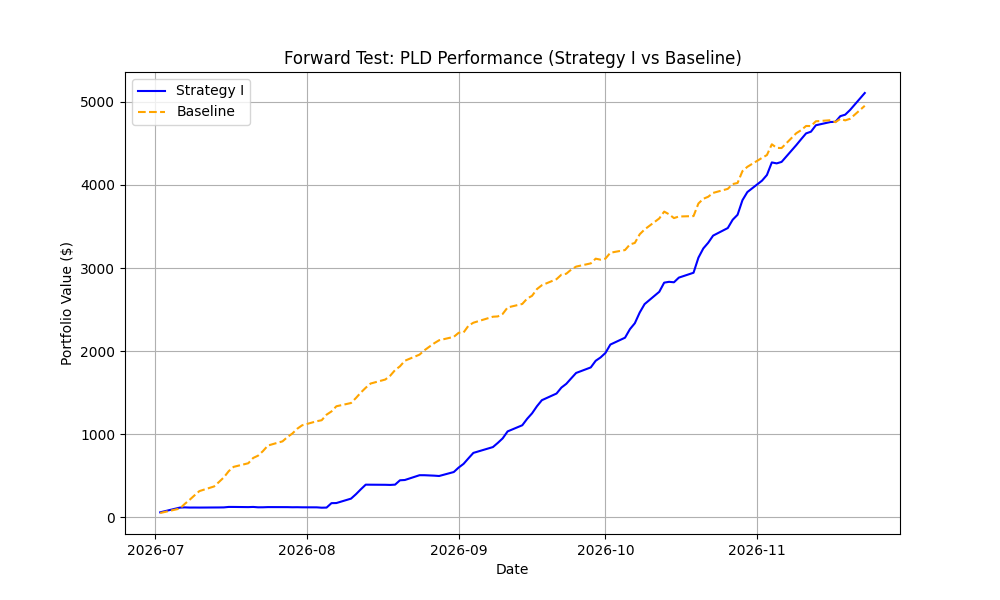 Forward Test: PLD Performance (Strategy I vs Baseline)
Strategy I
Baseline
Portfolio Value ($)
5000
4000
3000
2000
1000
0
2026-07 2026-08 2026-09 2026-10 2026-11
Date